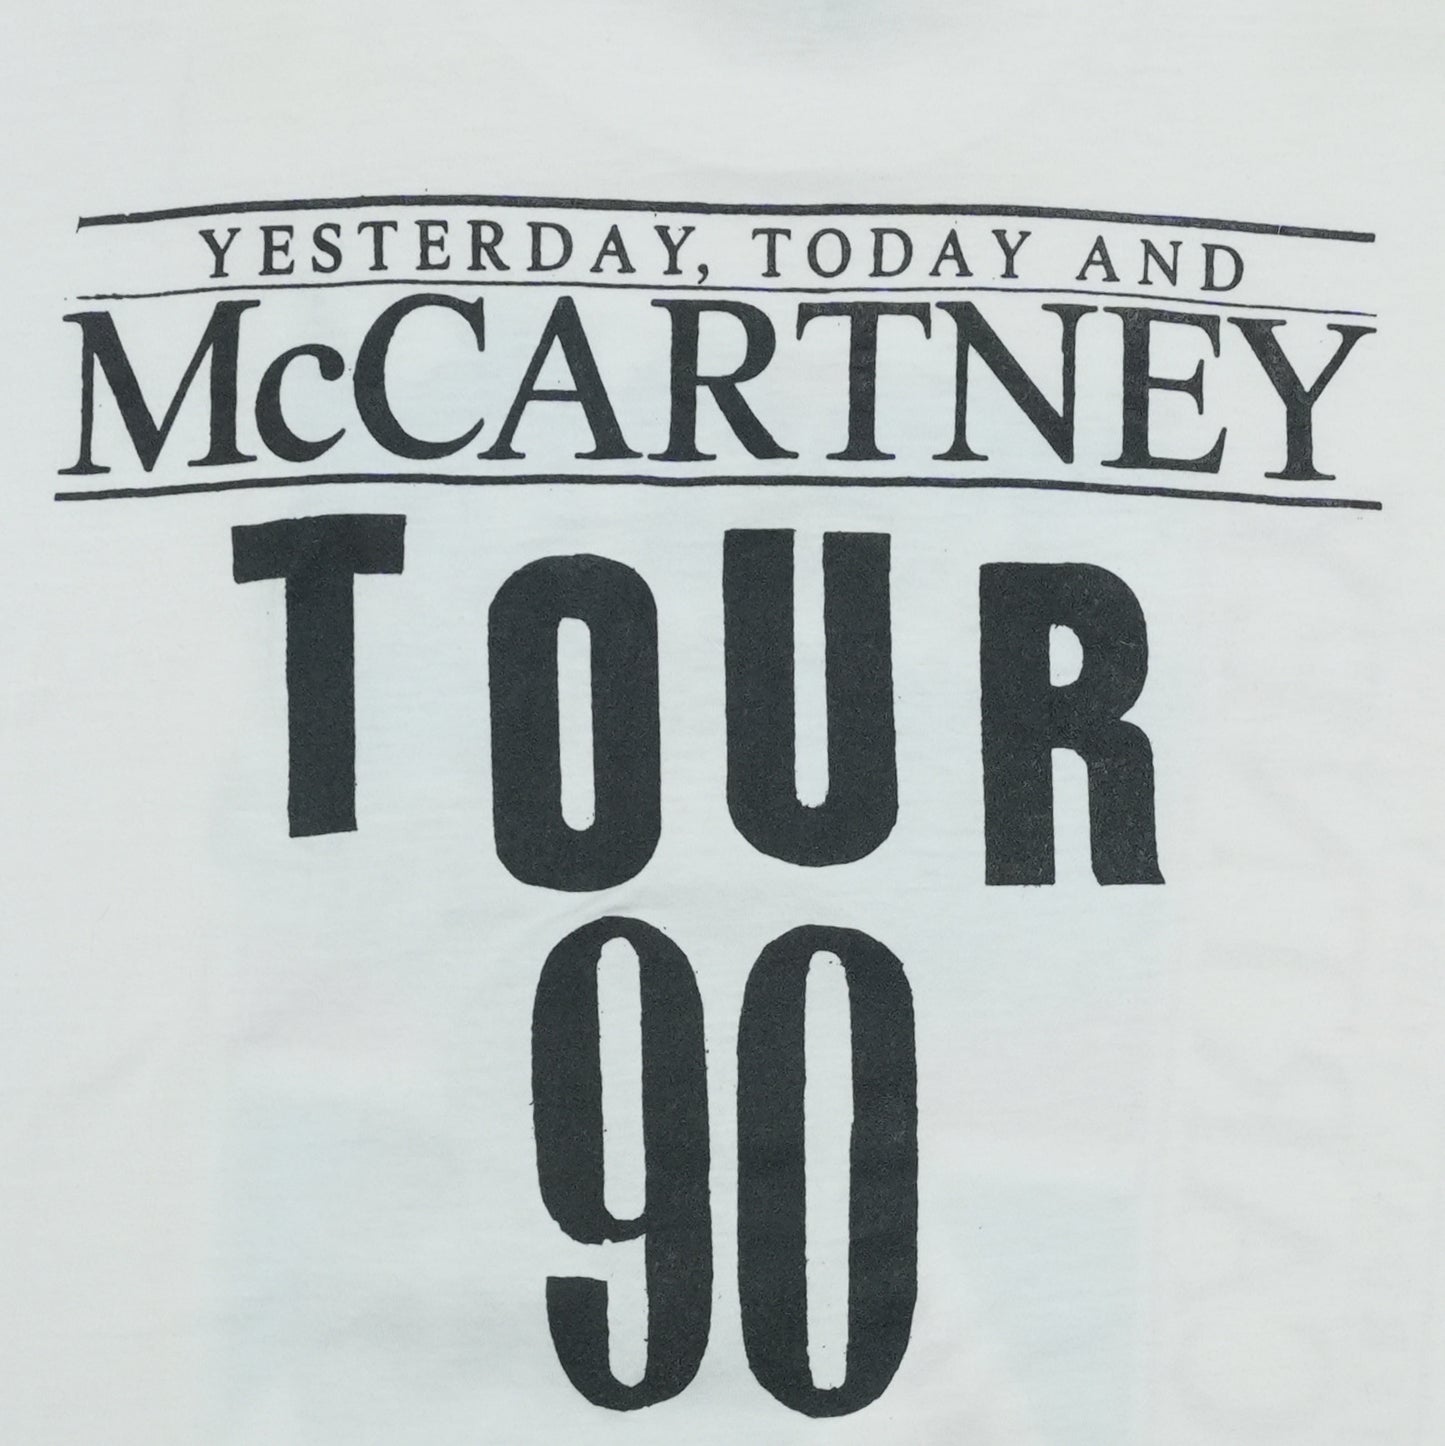 YESTERDAY, TODAY AND
McCARTNEY
TOUR
90